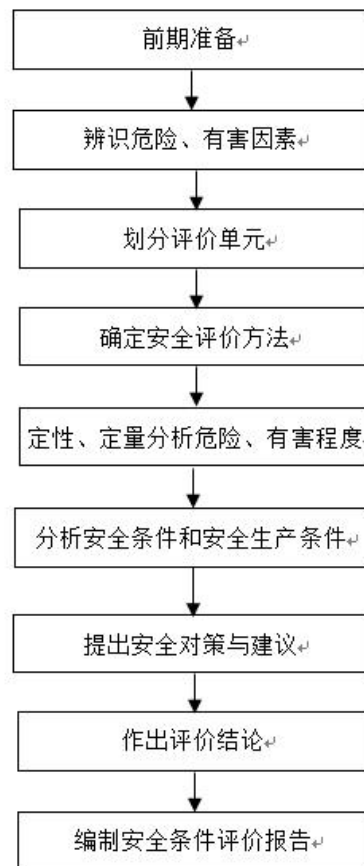 前期准备
辨识危险、有害因素
划分评价单元
确定安全评价方法
定性、定量分析危险、有害程度
分析安全条件和安全生产条件
提出安全对策与建议
作出评价结论
编制安全条件评价报告